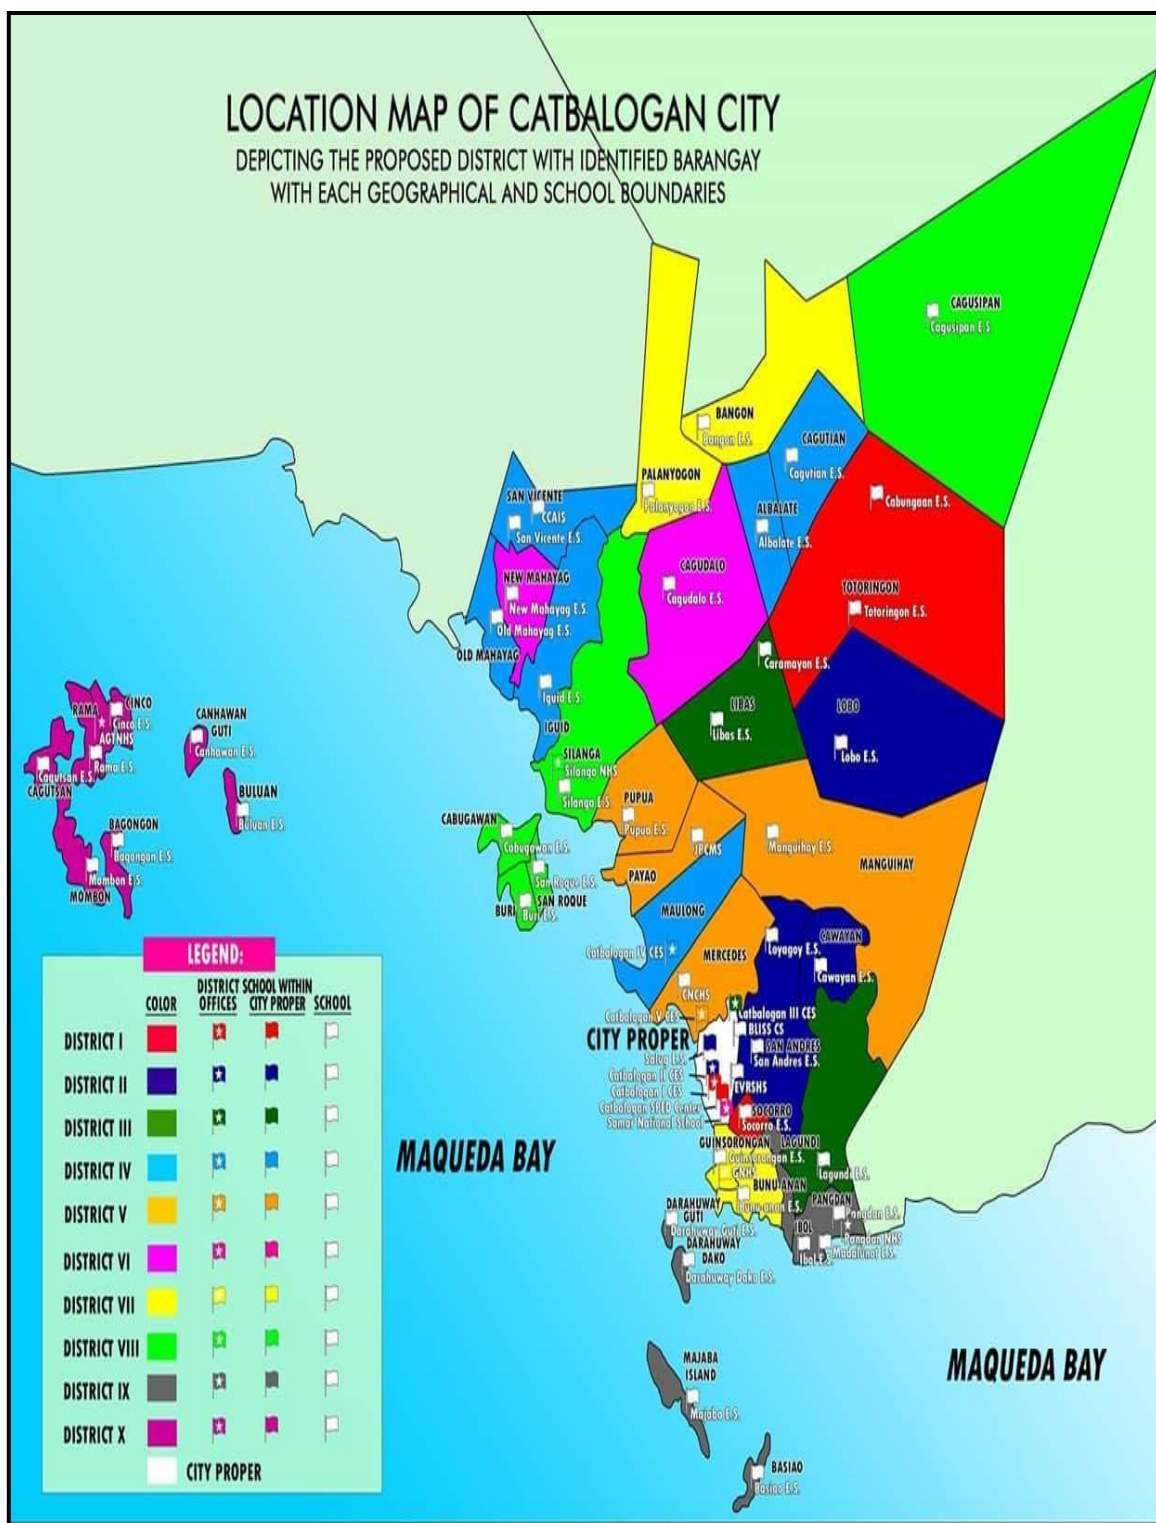 LOCATION MAP OF CATBALOGAN CITY
DEPICTING THE PROPOSED DISTRICT WITH IDENTIFIED BARANGAY
WITH EACH GEOGRAPHICAL AND SCHOOL BOUNDARIES
CAGUSIPAN
Cagusipan E.S.
BANGON
Bangon E.S.
CAGUTIAN
Cagutian E.S.
PALANYOGON
Palanyogon E.S.
SAN VICENTE
CCAIS
San Vicente E.S.
Cabungaan E.S.
ALBALATE
Albalate E.S.
CAGUDALO
Cagudalo E.S.
NEW MAHAYAG
New Mahayag E.S.
Old Mahayag E.S.
OLD MAHAYAG
TOTORINGON
Totoringon E.S.
Caramayon E.S.
Iguid E.S.
IGUID
LIBAS
Libas E.S.
LOBO
Lobo E.S.
RAMA
CINCO
Cinco E.S.
AGTNHS
Rama E.S.
Cagutsan E.S.
CAGUTSAN
CANHAWAN
GUTI
Canhawan E.S.
BULUAN
Buluan E.S.
BAGONGON
Bagongon E.S.
Mombon E.S.
MOMBON
SILANGA
Silanga NHS
Silanga E.S.
CABUGAWAN
Cabugawan E.S.
San Roque E.S.
SAN ROQUE
BURI
Buri E.S.
PUPUA
Pupua E.S.
JPCMS
PAYAO
Manguihay E.S.
MANGUIHAY
MAULONG
Catbalogan IV CES
MERCEDES
CNCHS
Catbalogan V CES
Loyagoy E.S.
CAWAYAN
Cawayan E.S.
Catbalogan III CES
BLISS CS
CITY PROPER
SAN ANDRES
San Andres E.S.
Salug E.S.
Catbalogan II CES
Catbalogan I CES
EVRSHS
Catbalogan SPED Center
Samar National School
SOCORRO
Socorro E.S.
GUINSORONGAN
Guinsorongan E.S.
GNHS
LAGUNDI
Lagundi E.S.
BUNU-ANAN
Bunu-anan E.S.
PANGDAN
Pangdan E.S.
Pangdan NHS
IBOL
Ibol E.S.
Madalunot E.S.
DARAHUWAY
GUTI
Darahuway Guti E.S.
DARAHUWAY
DAKO
Darahuway Dako E.S.
MAJABA
ISLAND
Majaba E.S.
BASIAO
Basiao E.S.
MAQUEDA BAY
MAQUEDA BAY
LEGEND:
COLOR
DISTRICT OFFICES
SCHOOL WITHIN CITY PROPER
SCHOOL
DISTRICT I
DISTRICT II
DISTRICT III
DISTRICT IV
DISTRICT V
DISTRICT VI
DISTRICT VII
DISTRICT VIII
DISTRICT IX
DISTRICT X
CITY PROPER